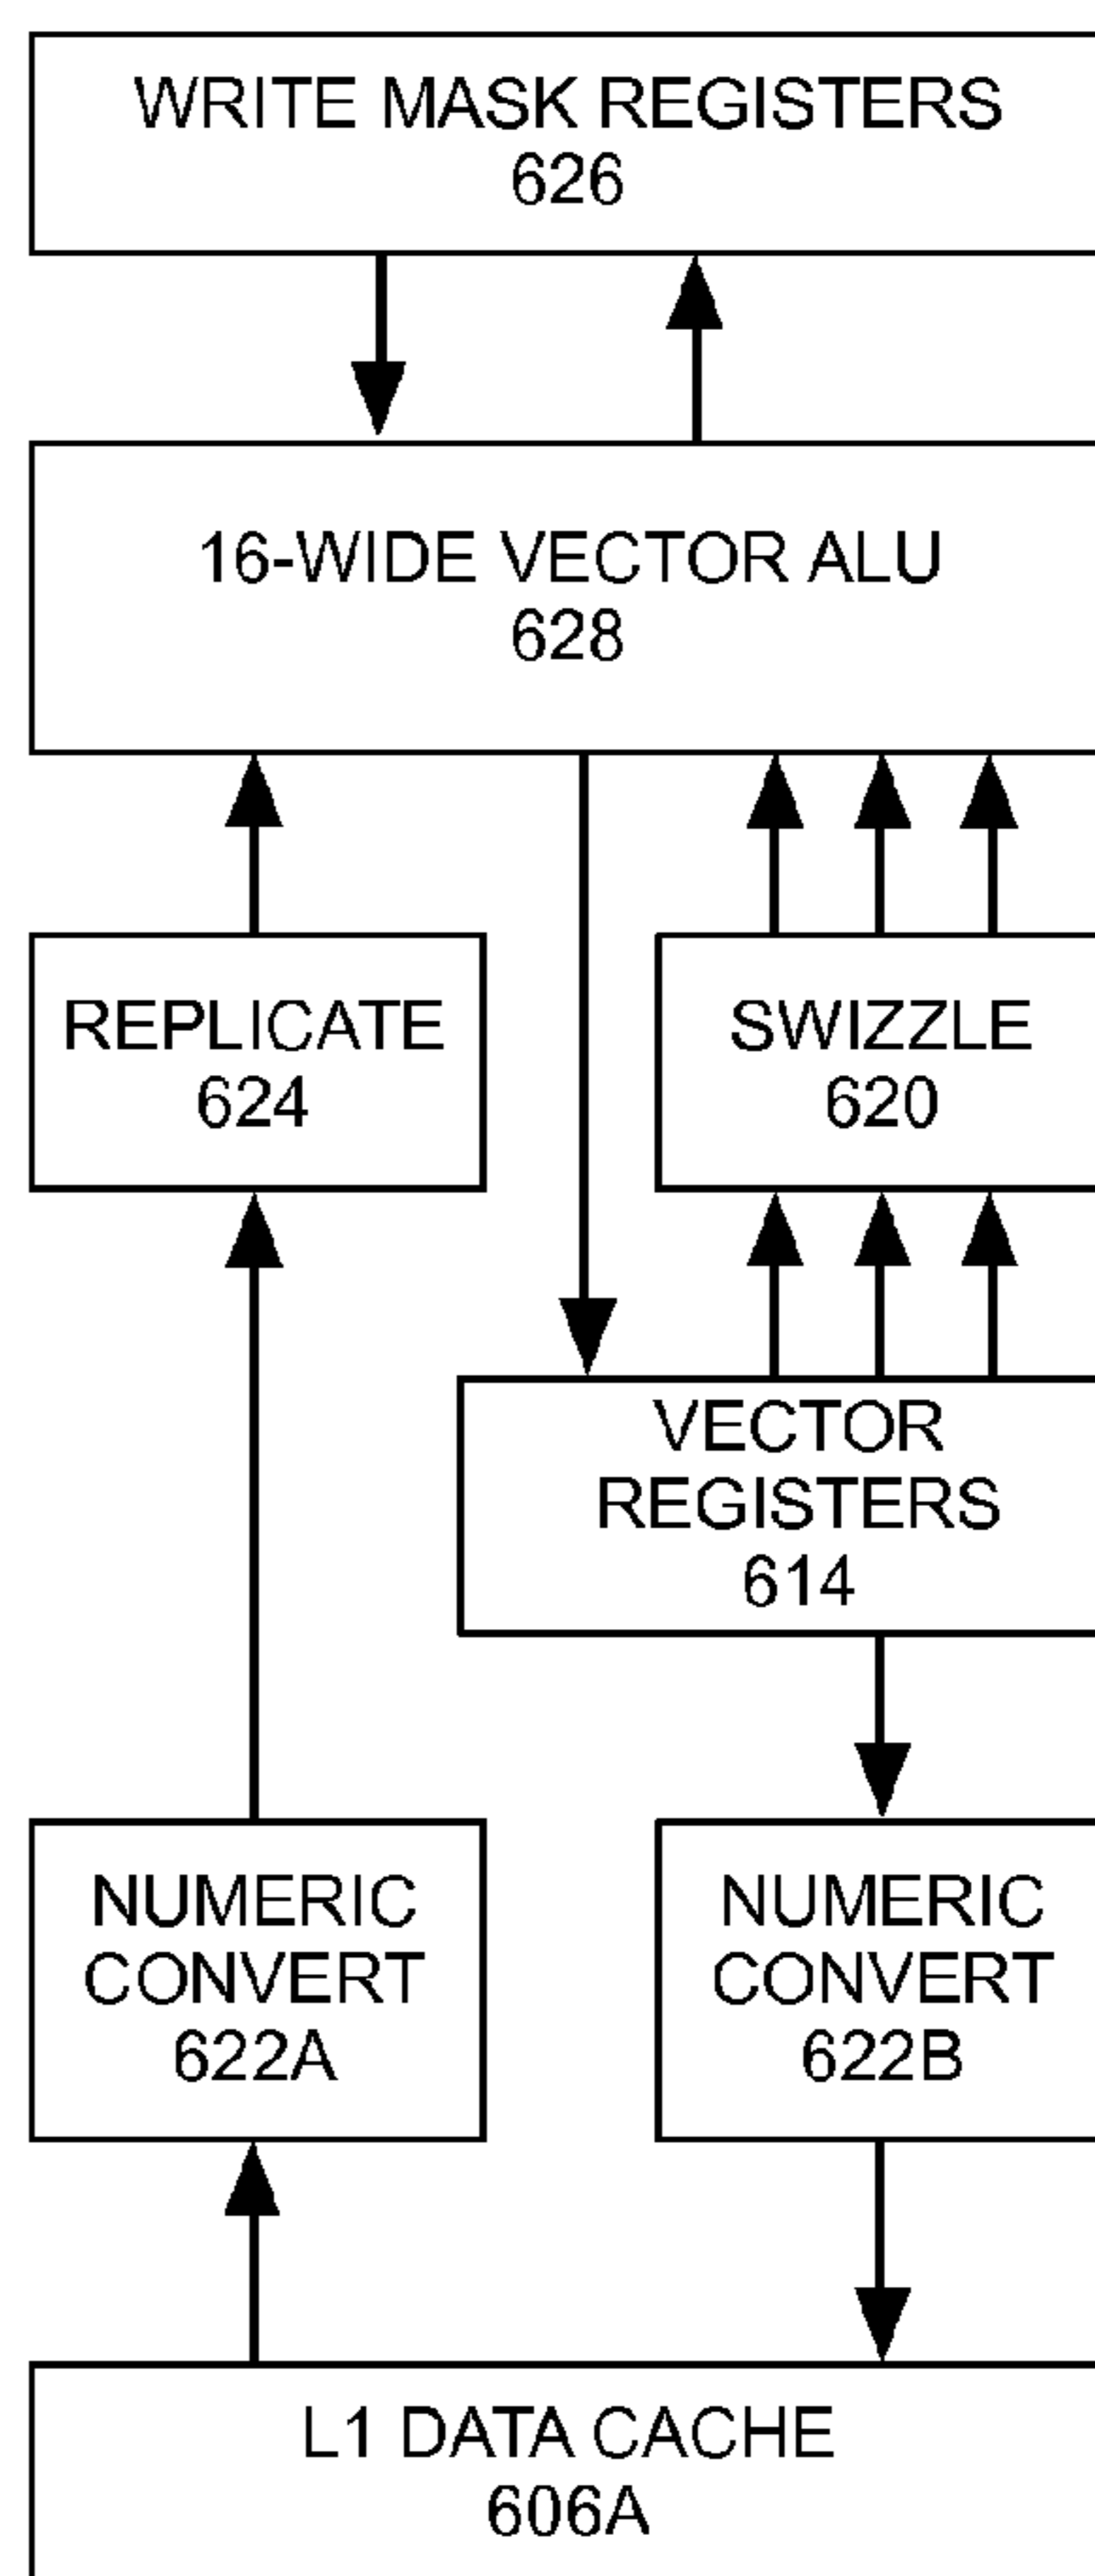 WRITE MASK REGISTERS
626
16-WIDE VECTOR ALU
628
REPLICATE
624
SWIZZLE
620
VECTOR
REGISTERS
614
NUMERIC
CONVERT
622A
NUMERIC
CONVERT
622B
L1 DATA CACHE
606A